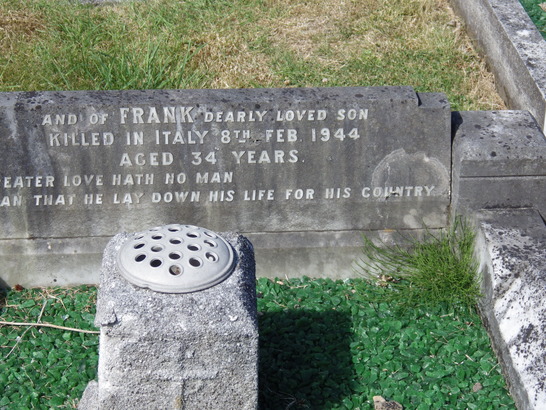 AND OF FRANK DEARLY LOVED SON
KILLED IN ITALY 8TH FEB. 1944
AGED 34 YEARS.
EATER LOVE HATH NO MAN
AN THAT HE LAY DOWN HIS LIFE FOR HIS COUNTRY